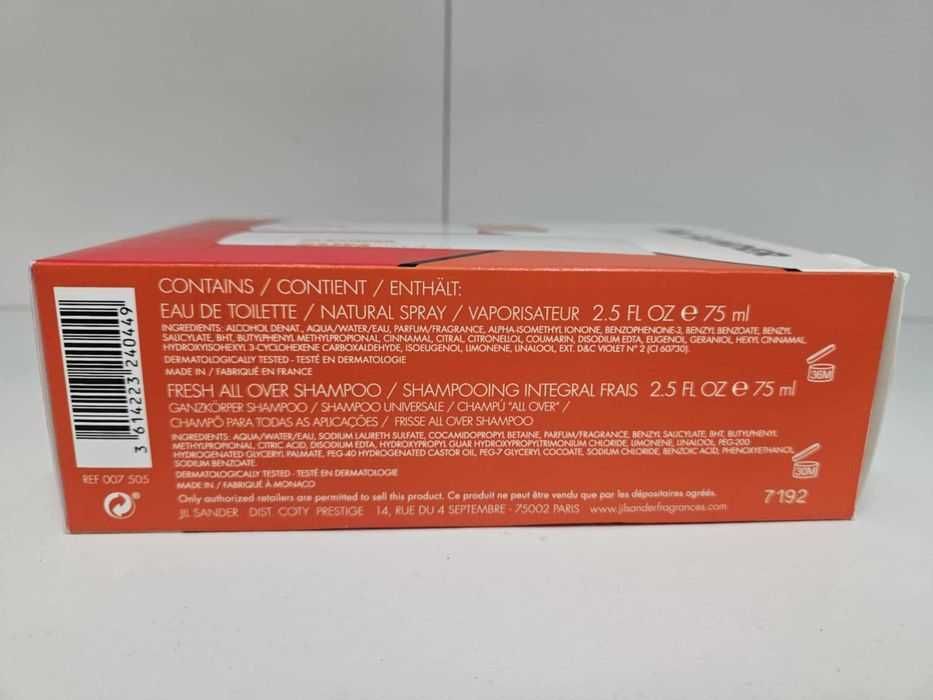 CONTAINS / CONTIENT / ENTHÄLT:
EAU DE TOILETTE / NATURAL SPRAY / VAPORISATEUR 2.5 FL OZ ℮ 75 ml
INGREDIENTS: ALCOHOL DENAT., AQUA/WATER/EAU, PARFUM/FRAGRANCE, ALPHA-ISOMETHYL IONONE, BENZOPHENONE-3, BENZYL BENZOATE, BENZYL
SALICYLATE, BHT, BUTYLPHENYL METHYLPROPIONAL, CINNAMAL, CITRAL, CITRONELLOL, COUMARIN, DISODIUM EDTA, EUGENOL, GERANIOL, HEXYL CINNAMAL,
HYDROXYISOHEXYL 3-CYCLOHEXENE CARBOXALDEHYDE, ISOEUGENOL, LIMONENE, LINALOOL, EXT. D&C VIOLET N° 2 (CI 60730).
DERMATOLOGICALLY TESTED - TESTÉ EN DERMATOLOGIE
MADE IN / FABRIQUÉ EN FRANCE
36M
FRESH ALL OVER SHAMPOO / SHAMPOOING INTEGRAL FRAIS 2.5 FL OZ ℮ 75 ml
GANZKÖRPER SHAMPOO / SHAMPOO UNIVERSALE / CHAMPÚ "ALL OVER" /
CHAMPÔ PARA TODAS AS APLICAÇÕES / FRISSE ALL OVER SHAMPOO
INGREDIENTS: AQUA/WATER/EAU, SODIUM LAURETH SULFATE, COCAMIDOPROPYL BETAINE, PARFUM/FRAGRANCE, BENZYL SALICYLATE, BHT, BUTYLPHENYL
METHYLPROPIONAL, CITRIC ACID, DISODIUM EDTA, HYDROXYPROPYL GUAR HYDROXYPROPYLTRIMONIUM CHLORIDE, LIMONENE, LINALOOL, PEG-200
HYDROGENATED GLYCERYL PALMATE, PEG-40 HYDROGENATED CASTOR OIL, PEG-7 GLYCERYL COCOATE, SODIUM CHLORIDE, BENZOIC ACID, PHENOXYETHANOL
SODIUM BENZOATE.
DERMATOLOGICALLY TESTED - TESTÉ EN DERMATOLOGIE
MADE IN / FABRIQUÉ À MONACO
30M
Only authorized retailers are permitted to sell this product. Ce produit ne peut être vendu que par les dépositaires agréés.
JIL SANDER DIST. COTY PRESTIGE 14, RUE DU 4 SEPTEMBRE - 75002 PARIS www.jilsanderfragrances.com
7192
3 614223 240449
REF 007 505